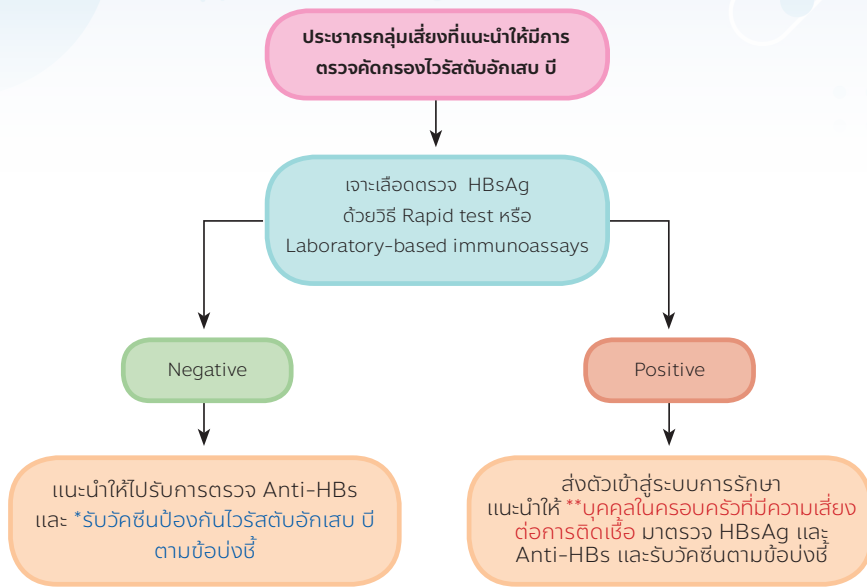 ประชากรกลุ่มเสี่ยงที่แนะนำให้มีการ
ตรวจคัดกรองไวรัสตับอักเสบ บี
เจาะเลือดตรวจ HBsAg
ด้วยวิธี Rapid test หรือ
Laboratory-based immunoassays
Negative
Positive
แนะนำให้ไปรับการตรวจ Anti-HBs
และ *รับวัคซีนป้องกันไวรัสตับอักเสบ บี
ตามข้อบ่งชี้
ส่งตัวเข้าสู่ระบบการรักษา
แนะนำให้ **บุคคลในครอบครัวที่มีความเสี่ยง
ต่อการติดเชื้อ มาตรวจ HBsAg และ
Anti-HBs และรับวัคซีนตามข้อบ่งชี้